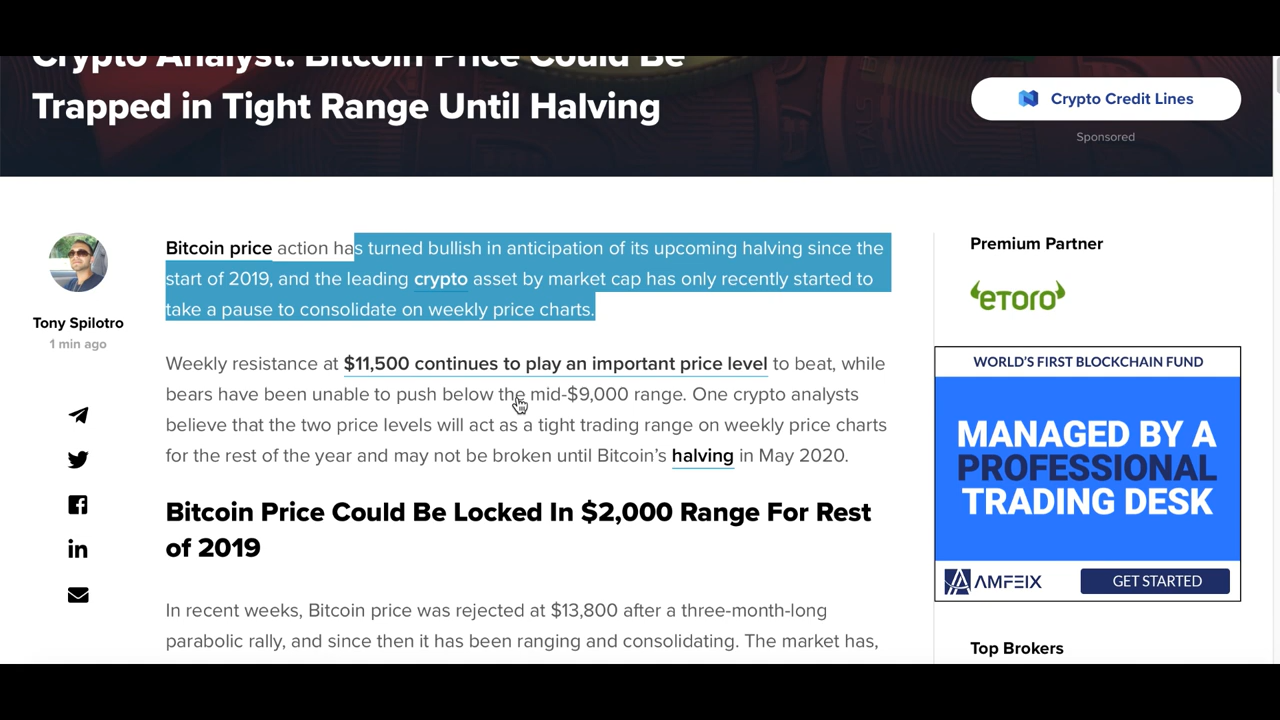 Crypto Analyst: Bitcoin Price Could Be
Trapped in Tight Range Until Halving
Crypto Credit Lines
Sponsored
Tony Spilotro
1 min ago
Bitcoin price action has turned bullish in anticipation of its upcoming halving since the
start of 2019, and the leading crypto asset by market cap has only recently started to
take a pause to consolidate on weekly price charts.
Weekly resistance at $11,500 continues to play an important price level to beat, while
bears have been unable to push below the mid-$9,000 range. One crypto analysts
believe that the two price levels will act as a tight trading range on weekly price charts
for the rest of the year and may not be broken until Bitcoin's halving in May 2020.
Bitcoin Price Could Be Locked In $2,000 Range For Rest
of 2019
In recent weeks, Bitcoin price was rejected at $13,800 after a three-month-long
parabolic rally, and since then it has been ranging and consolidating. The market has,
Premium Partner
eToro
WORLD'S FIRST BLOCKCHAIN FUND
MANAGED BY A
PROFESSIONAL
TRADING DESK
AMFEIX
GET STARTED
Top Brokers